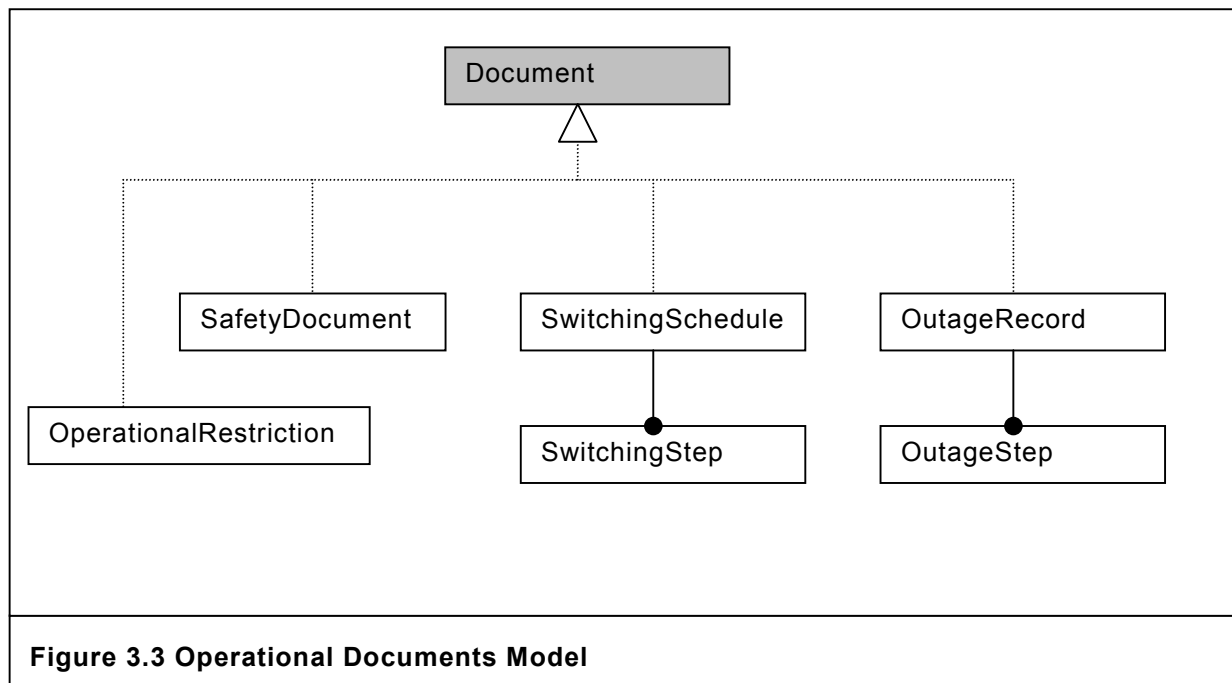 Document
SafetyDocument
SwitchingSchedule
OutageRecord
OperationalRestriction
SwitchingStep
OutageStep
Figure 3.3 Operational Documents Model